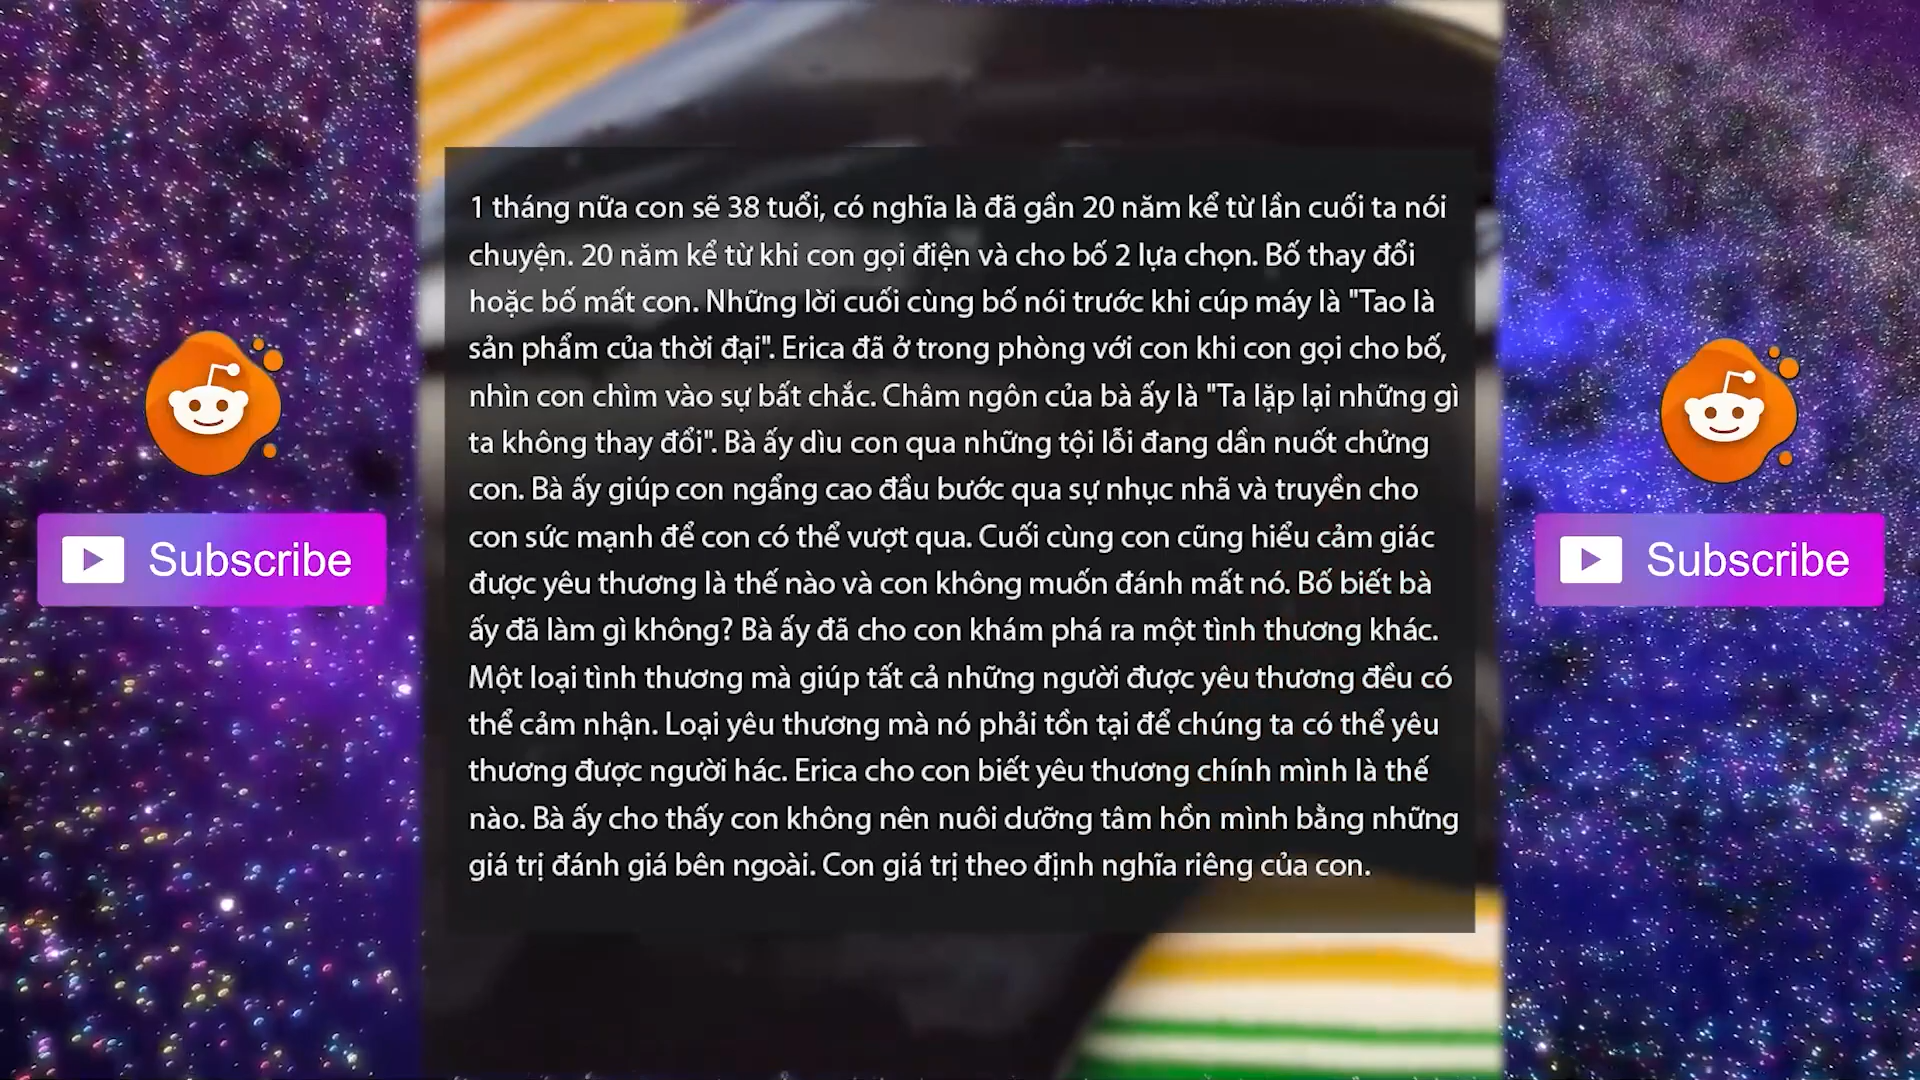 1 tháng nữa con sẽ 38 tuổi, có nghĩa là đã gần 20 năm kể từ lần cuối ta nói
chuyện. 20 năm kể từ khi con gọi điện và cho bố 2 lựa chọn. Bố thay đổi
hoặc bố mất con. Những lời cuối cùng bố nói trước khi cúp máy là "Tao là
sản phẩm của thời đại". Erica đã ở trong phòng với con khi con gọi cho bố,
nhìn con chìm vào sự bất chắc. Châm ngôn của bà ấy là "Ta lặp lại những gì
ta không thay đổi". Bà ấy dìu con qua những tội lỗi đang dần nuốt chửng
con. Bà ấy giúp con ngẩng cao đầu bước qua sự nhục nhã và truyền cho
con sức mạnh để con có thể vượt qua. Cuối cùng con cũng hiểu cảm giác
được yêu thương là thế nào và con không muốn đánh mất nó. Bố biết bà
ấy đã làm gì không? Bà ấy đã cho con khám phá ra một tình thương khác.
Một loại tình thương mà giúp tất cả những người được yêu thương đều có
thể cảm nhận. Loại yêu thương mà nó phải tồn tại để chúng ta có thể yêu
thương được người hác. Erica cho con biết yêu thương chính mình là thế
nào. Bà ấy cho thấy con không nên nuôi dưỡng tâm hồn mình bằng những
giá trị đánh giá bên ngoài. Con giá trị theo định nghĩa riêng của con.
Subscribe
Subscribe